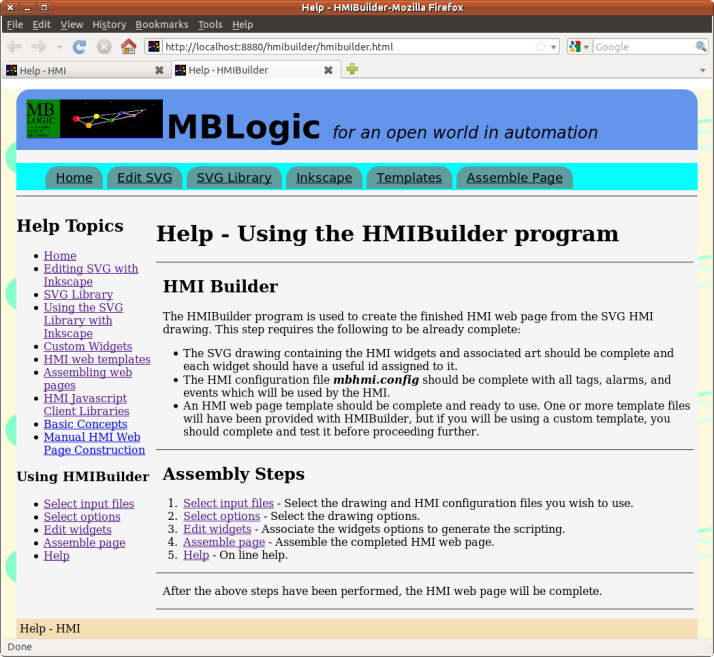 Help - HMIBuilder-Mozilla Firefox
File Edit View History Bookmarks Tools Help
http://localhost:8880/hmibuilder/hmibuilder.html
Google
Help - HMI
Help - HMIBuilder
MB
LOGIC
MBLogic for an open world in automation
Home Edit SVG SVG Library Inkscape Templates Assemble Page
Help Topics
Home
Editing SVG with
Inkscape
SVG Library
Using the SVG
Library with
Inkscape
Custom Widgets
HMI web templates
Assembling web
pages
HMI Javascript
Client Libraries
Basic Concepts
Manual HMI Web
Page Construction
Using HMIBuilder
Select input files
Select options
Edit widgets
Assemble page
Help
Help - Using the HMIBuilder program
HMI Builder
The HMIBuilder program is used to create the finished HMI web page from the SVG HMI
drawing. This step requires the following to be already complete:
The SVG drawing containing the HMI widgets and associated art should be complete and
each widget should have a useful id assigned to it.
The HMI configuration file mbhmi.config should be complete with all tags, alarms, and
events which will be used by the HMI.
An HMI web page template should be complete and ready to use. One or more template files
will have been provided with HMIBuilder, but if you will be using a custom template, you
should complete and test it before proceeding further.
Assembly Steps
1. Select input files - Select the drawing and HMI configuration files you wish to use.
2. Select options - Select the drawing options.
3. Edit widgets - Associate the widgets options to generate the scripting.
4. Assemble page - Assemble the completed HMI web page.
5. Help - On line help.
After the above steps have been performed, the HMI web page will be complete.
Help - HMI
Done